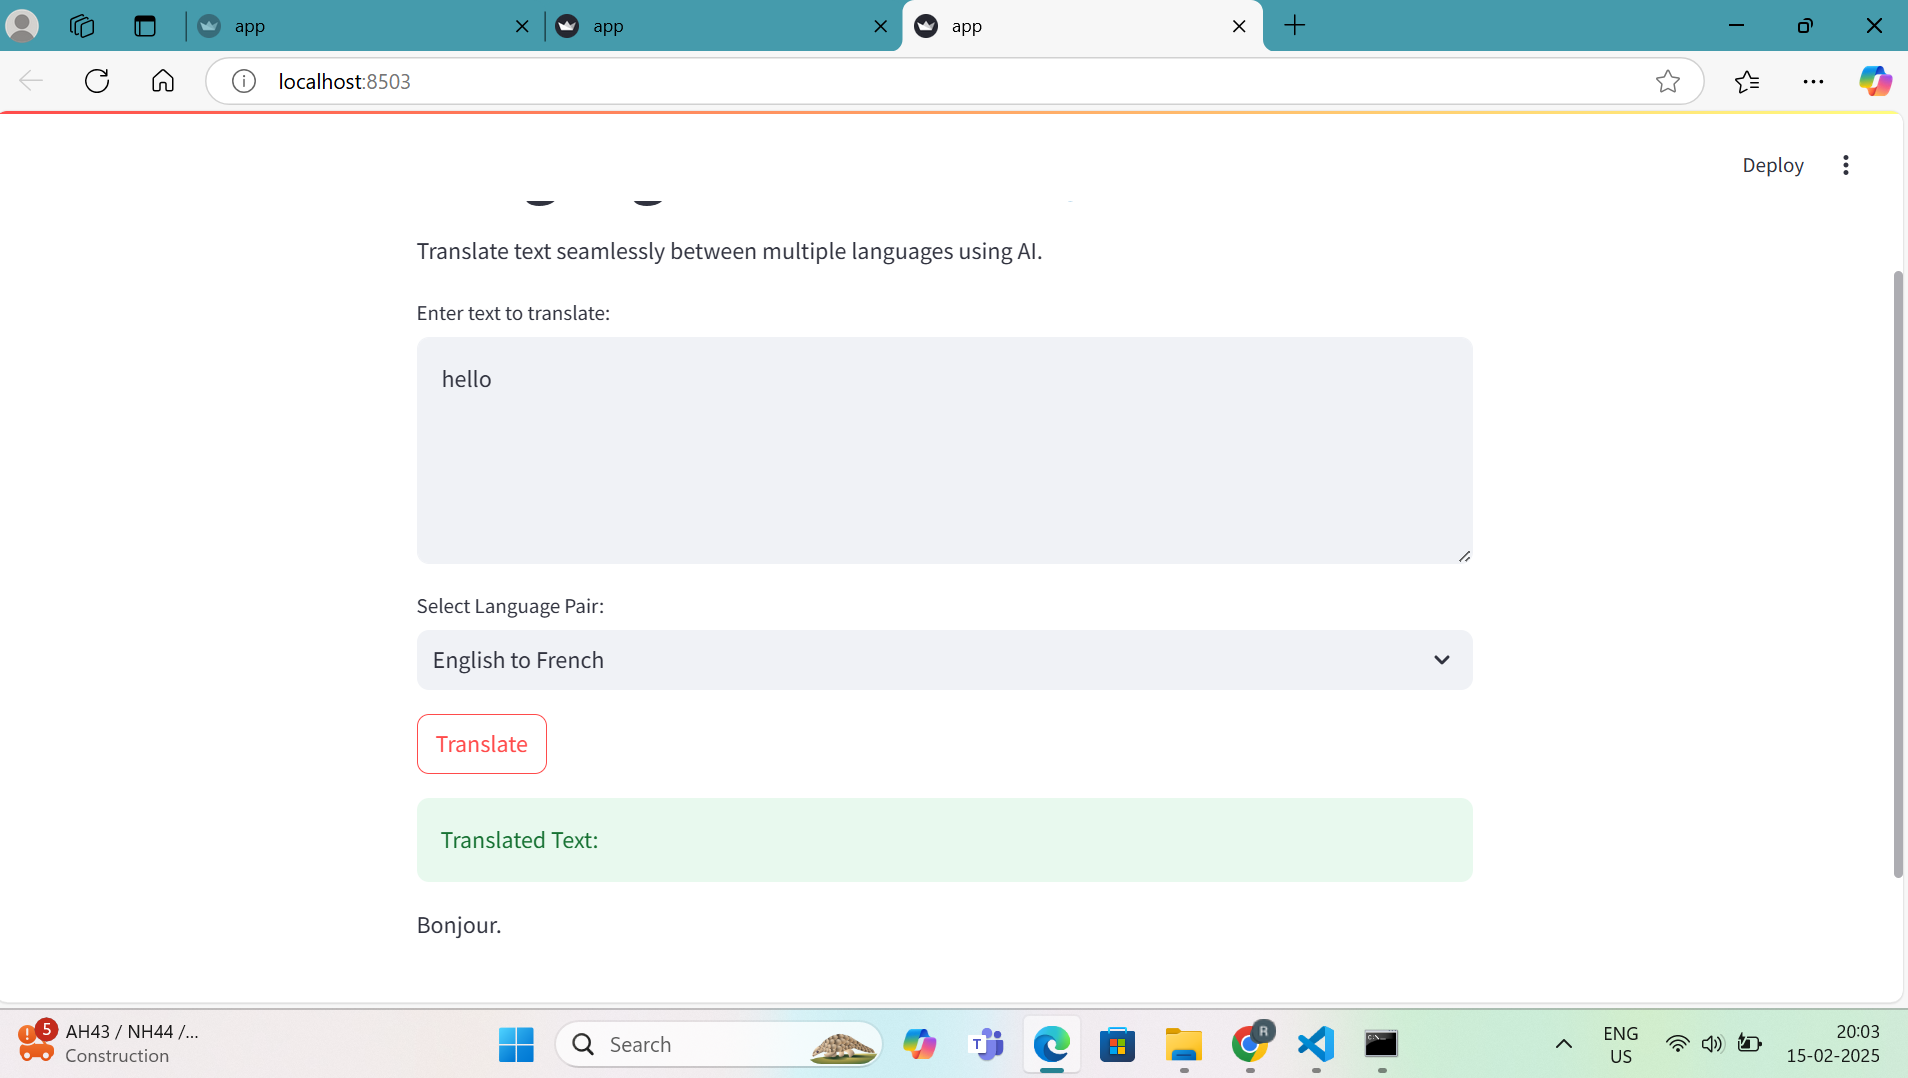 app
app
app
localhost:8503
Deploy
Translate text seamlessly between multiple languages using AI.
Enter text to translate:
hello
Select Language Pair:
English to French
Translate
Translated Text:
Bonjour.
5
AH43 / NH44 /...
Construction
Search
T
R
C:\_
ENG
US
20:03
15-02-2025